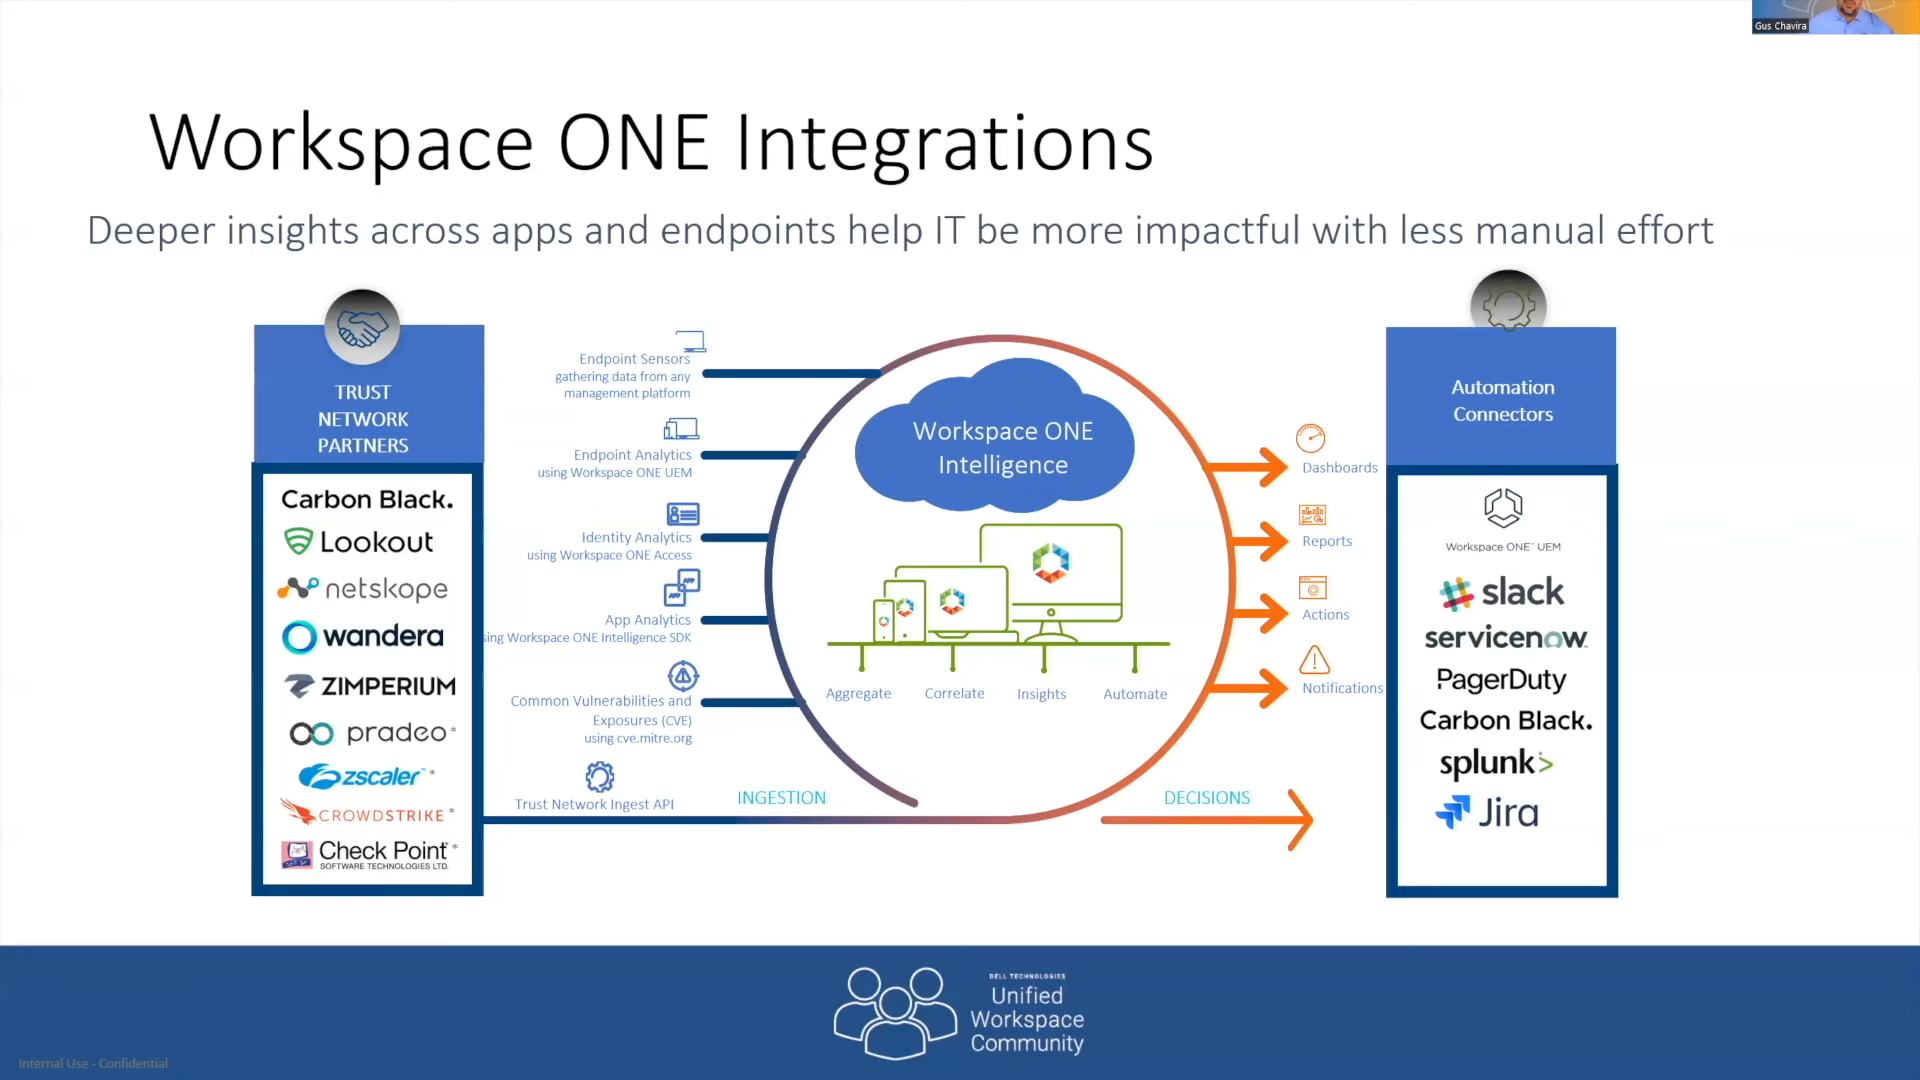 Gus Chavira
Workspace ONE Integrations
Deeper insights across apps and endpoints help IT be more impactful with less manual effort
TRUST
NETWORK
PARTNERS
Carbon Black.
Lookout
netskope
wandera
ZIMPERIUM
pradeo*
zscaler™*
CROWDSTRIKE*
Check Point*
SOFTWARE TECHNOLOGIES LTD.
Endpoint Sensors
gathering data from any
management platform
Endpoint Analytics
using Workspace ONE UEM
Identity Analytics
using Workspace ONE Access
APP
APP
App Analytics
sing Workspace ONE Intelligence SDK
Common Vulnerabilities and
Exposures (CVE)
using cve.mitre.org
Trust Network Ingest API
INGESTION
Workspace ONE
Intelligence
Aggregate
Correlate
Insights
Automate
DECISIONS
Dashboards
Reports
Actions
Notifications
Automation
Connectors
Workspace ONE™ UEM
slack
servicenow
PagerDuty
Carbon Black.
splunk>
Jira
DELL TECHNOLOGIES
Unified
Workspace
Community
Internal Use - Confidential